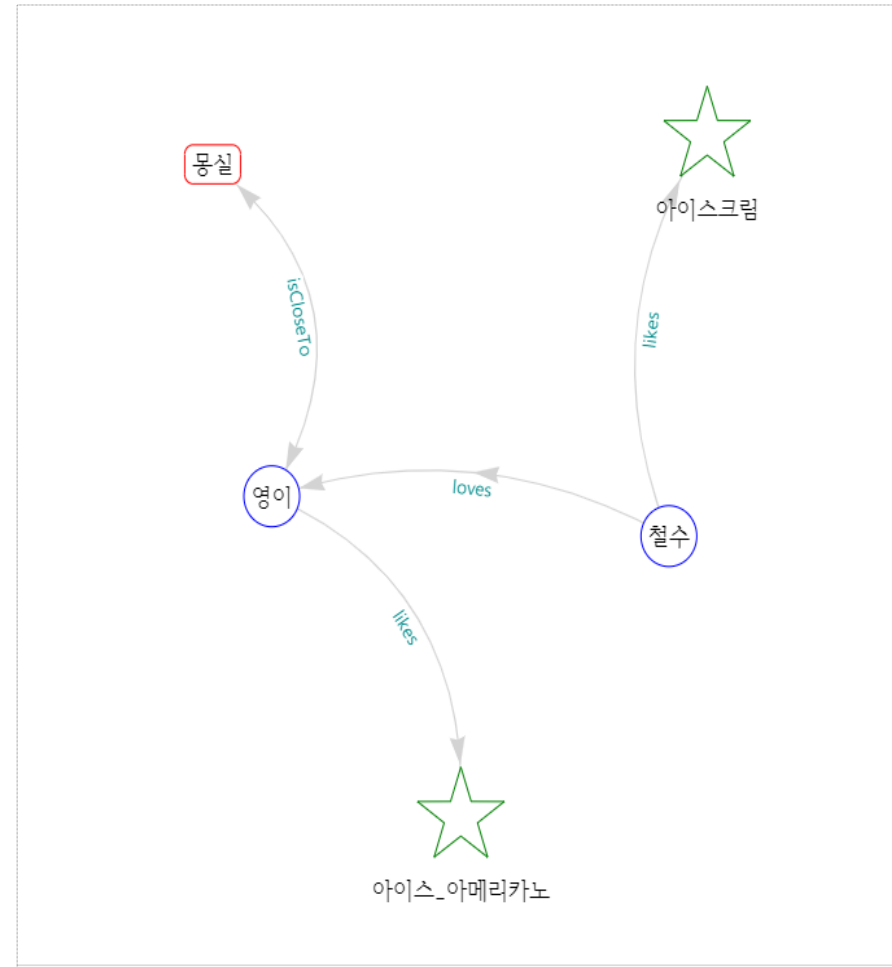 몽실
아이스크림
isCloseTo
likes
영이
loves
철수
likes
아이스_아메리카노